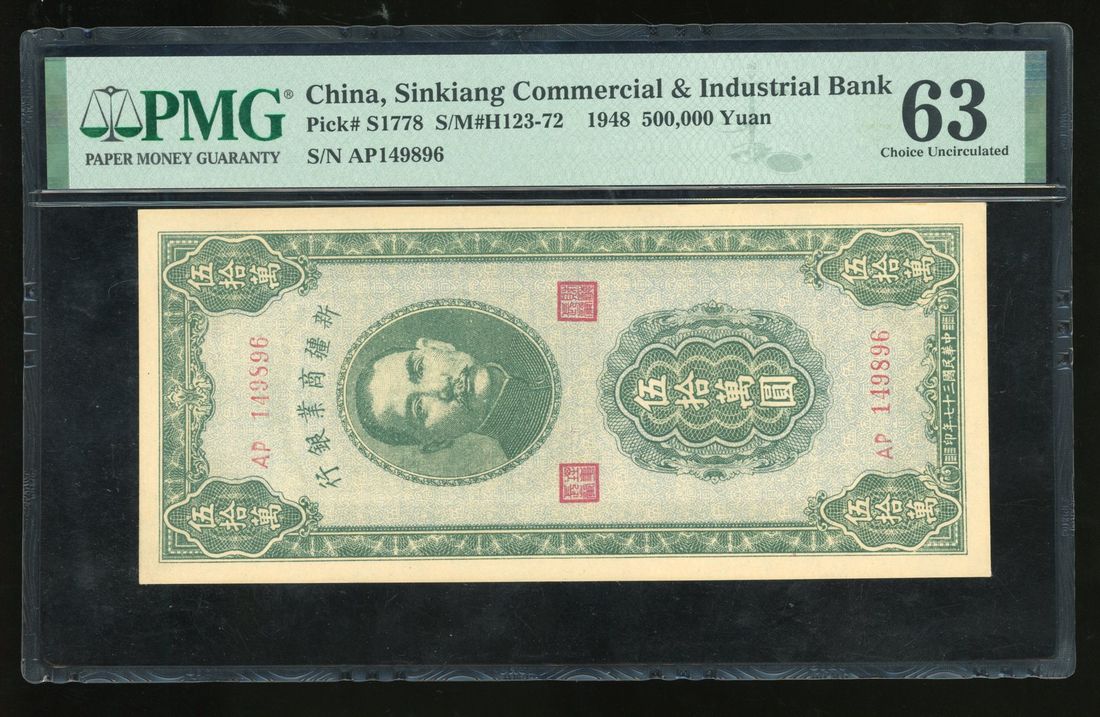 PMG®
PAPER MONEY GUARANTY
China, Sinkiang Commercial & Industrial Bank
Pick# S1778 S/M#H123-72 1948 500,000 Yuan
S/N AP149896
63
Choice Uncirculated
新疆商業銀行
伍拾萬
伍拾萬
伍拾萬
伍拾萬
伍拾萬圓
AP 149896
AP 149896
中華民國三十七年印